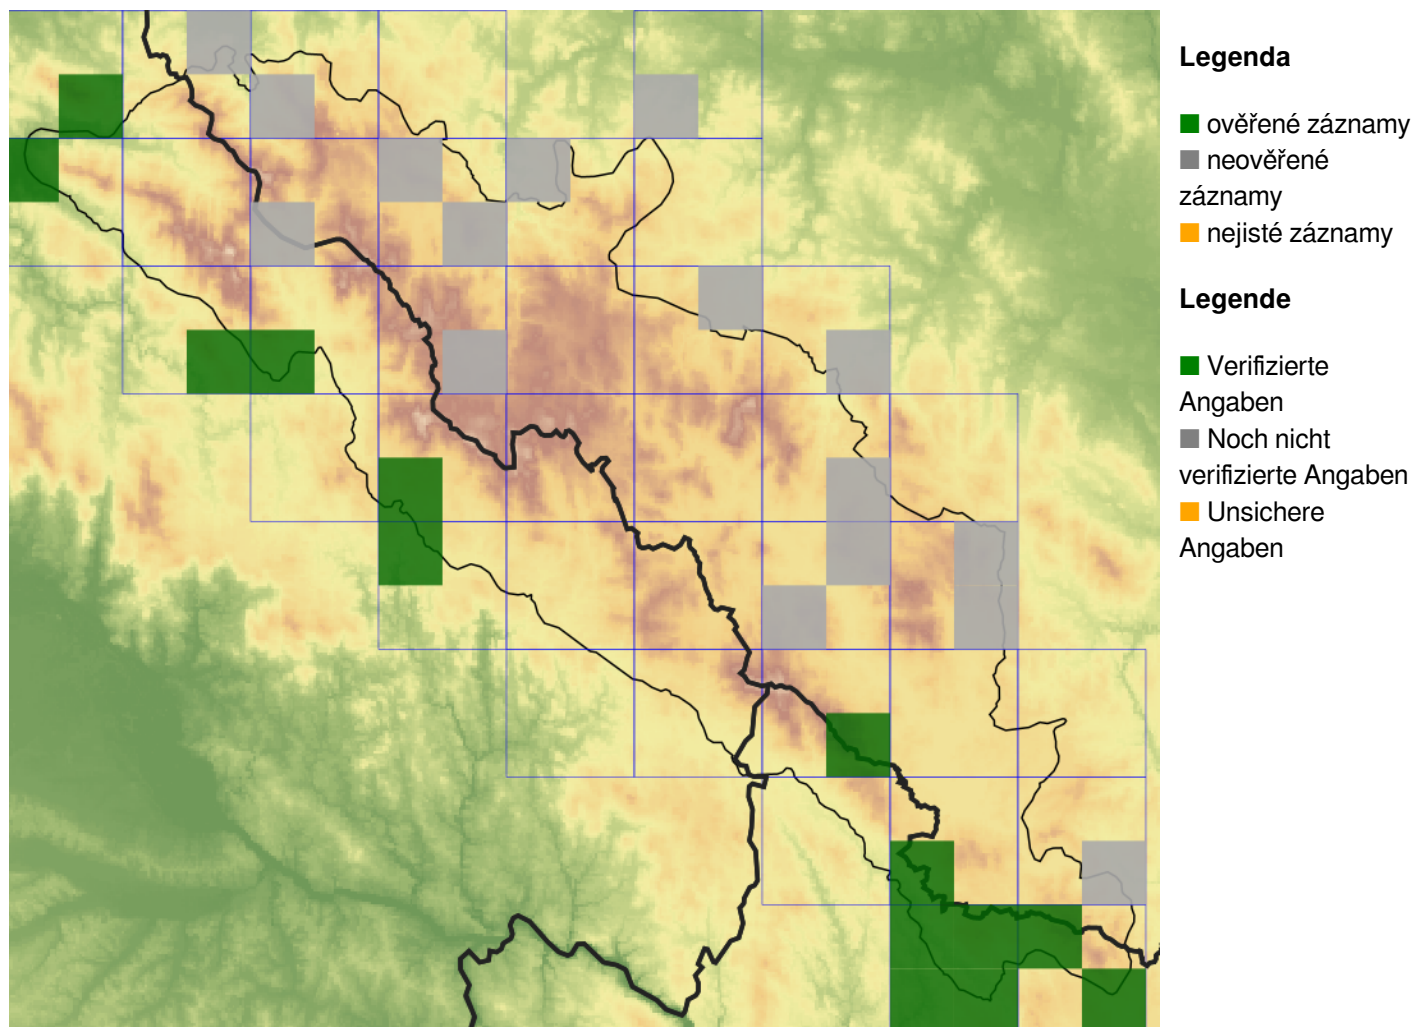 Legenda
ověřené záznamy
neověřené
záznamy
nejisté záznamy
Legende
Verifizierte
Angaben
Noch nicht
verifizierte Angaben
Unsichere
Angaben